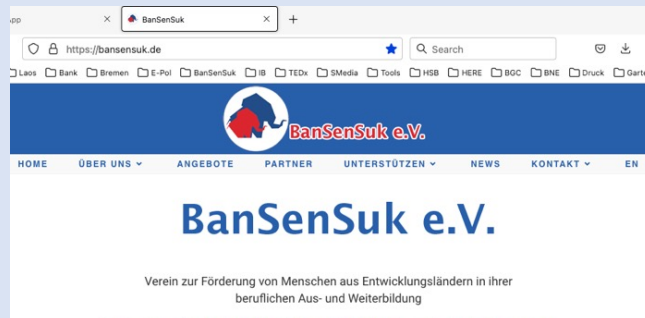 BanSenSuk
https://bansensuk.de
Search
Laos Bank Bremen E-Pol BanSenSuk IB TEDx SMedia Tools HSB HERE BGC BNE Druck
BanSenSuk e.V.
HOME ÜBER UNS ANGEBOTE PARTNER UNTERSTÜTZEN NEWS KONTAKT EN
BanSenSuk e.V.
Verein zur Förderung von Menschen aus Entwicklungsländern in ihrer
beruflichen Aus- und Weiterbildung